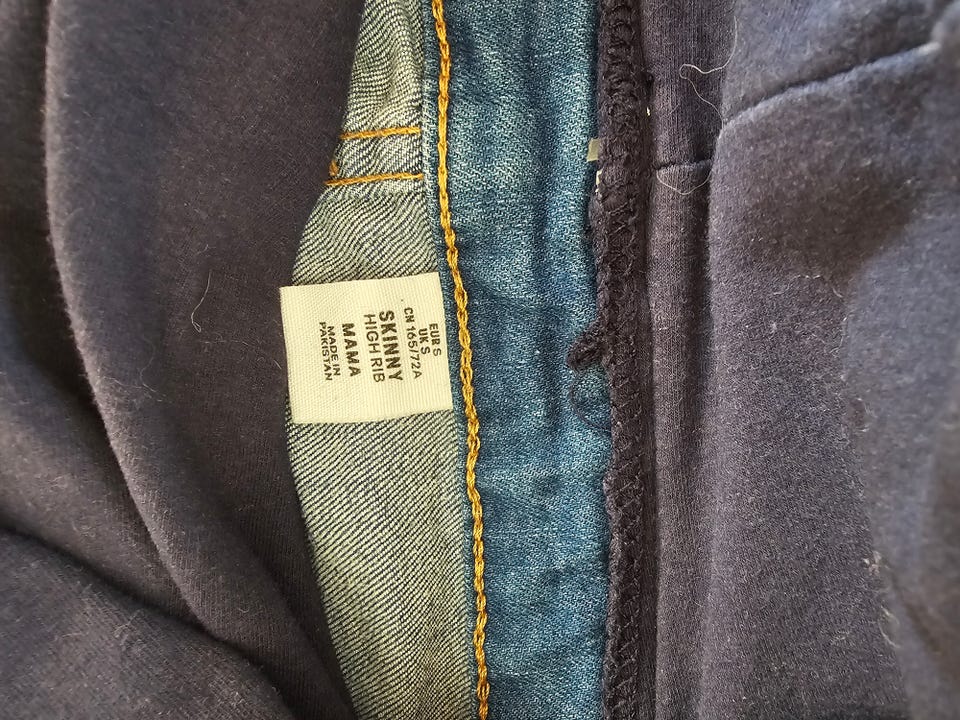 EUR S
UK S
CN 165/72A
SKINNY
HIGH RIB
MAMA
MADE IN
PAKISTAN